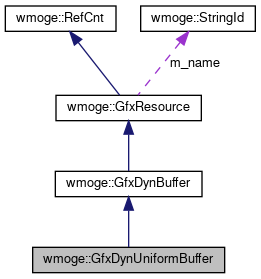 wmoge::RefCnt
wmoge::StringId
m_name
wmoge::GfxResource
wmoge::GfxDynBuffer
wmoge::GfxDynUniformBuffer